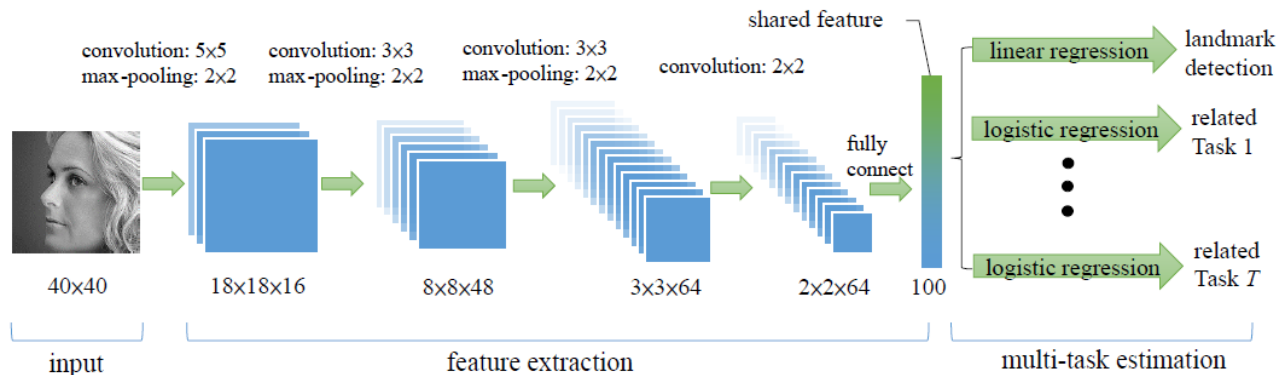 shared feature
convolution: 5×5
max-pooling: 2×2
convolution: 3×3
max-pooling: 2×2
convolution: 3×3
max-pooling: 2×2
convolution: 2×2
fully
connect
linear regression
landmark
detection
logistic regression
related
Task 1
logistic regression
related
Task T
40×40
18×18×16
8×8×48
3×3×64
2×2×64
100
input
feature extraction
multi-task estimation